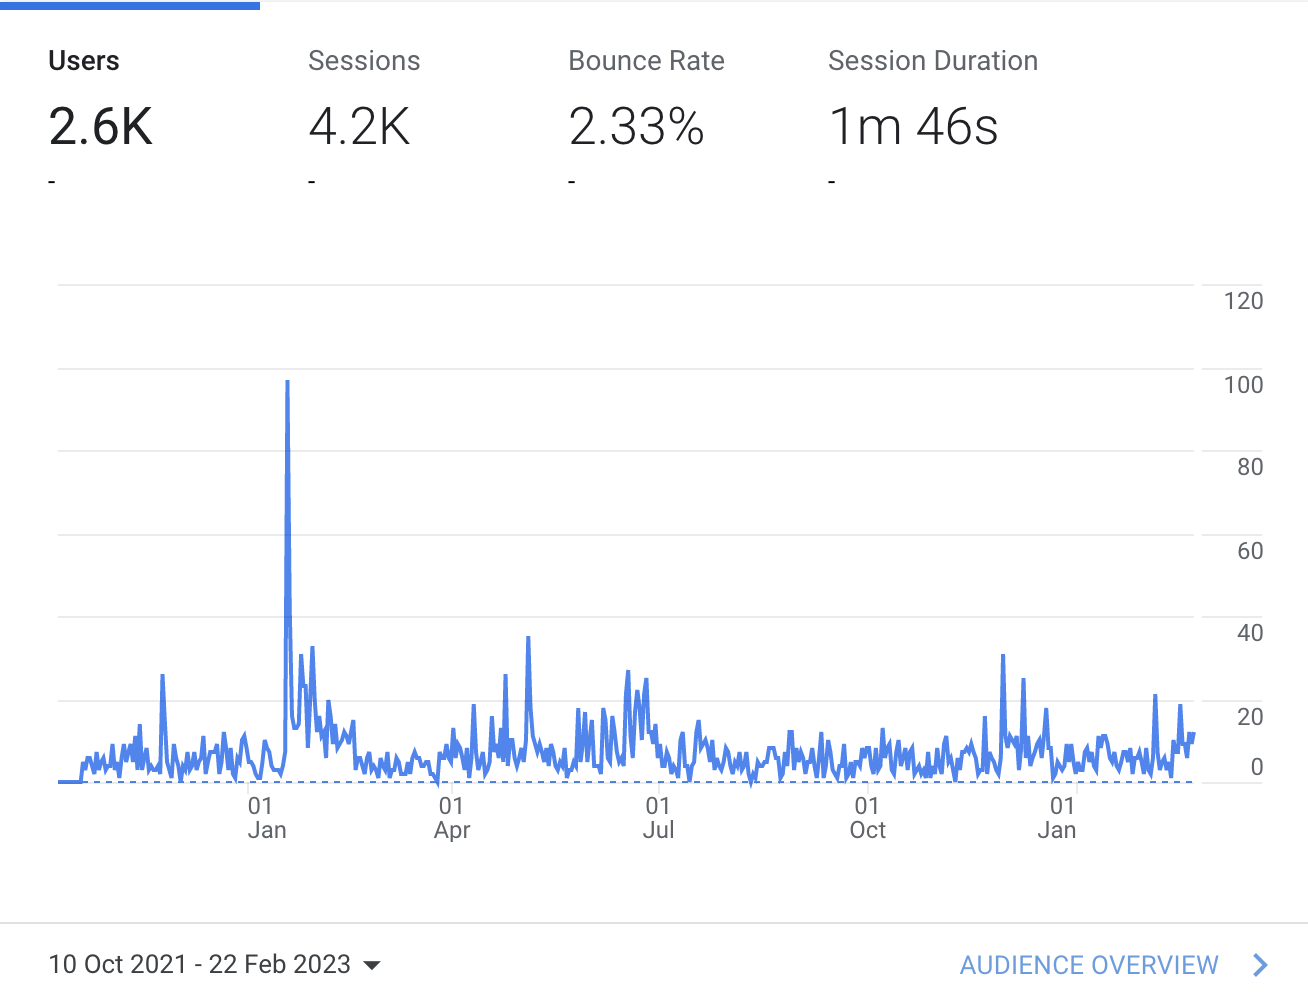 Users Sessions Bounce Rate Session Duration
2.6K 4.2K 2.33% 1m 46s
- - - -
120
100
80
60
40
20
0
01 01 01 01 01
Jan Apr Jul Oct Jan
10 Oct 2021 - 22 Feb 2023 AUDIENCE OVERVIEW